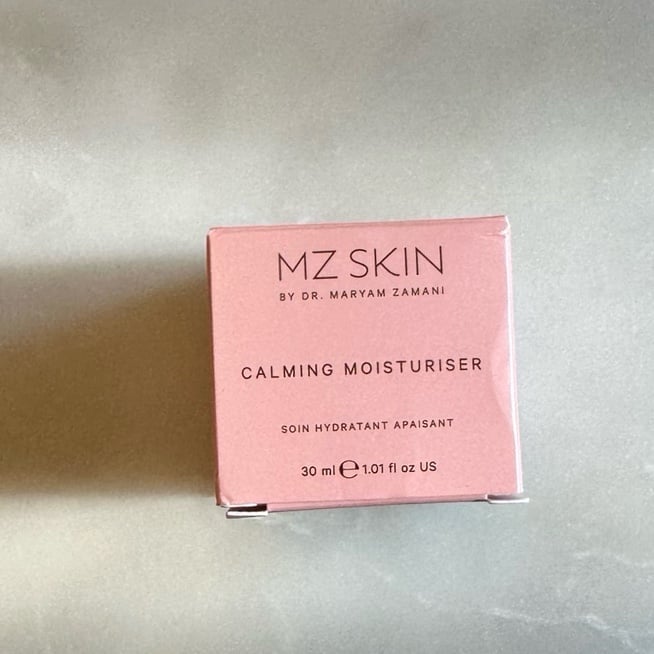 MZ SKIN
BY DR. MARYAM ZAMANI
CALMING MOISTURISER
SOIN HYDRATANT APAISANT
30 ml ℮ 1.01 fl oz US